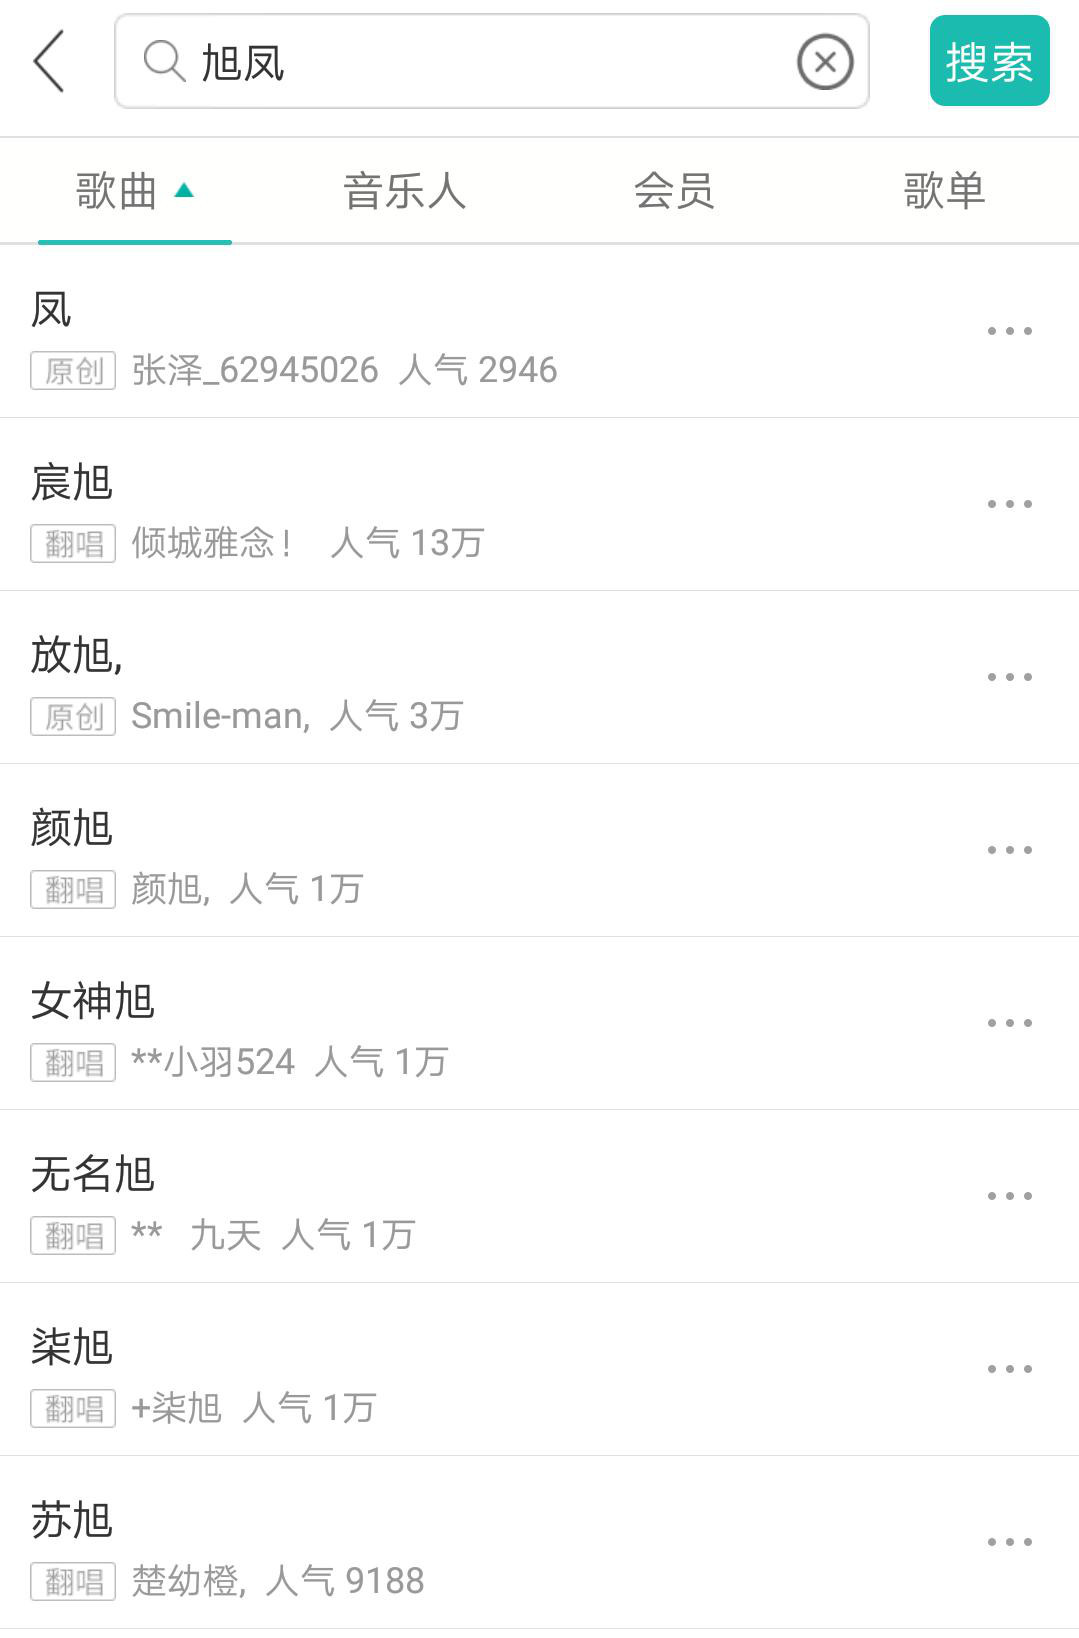 旭凤
搜索
歌曲 音乐人 会员 歌单
凤
原创 张泽_62945026 人气 2946
宸旭
翻唱 倾城雅念！ 人气 13万
放旭,
原创 Smile-man, 人气 3万
颜旭
翻唱 颜旭, 人气 1万
女神旭
翻唱 **小羽524 人气 1万
无名旭
翻唱 ** 九天 人气 1万
柒旭
翻唱 +柒旭 人气 1万
苏旭
翻唱 楚幼橙, 人气 9188